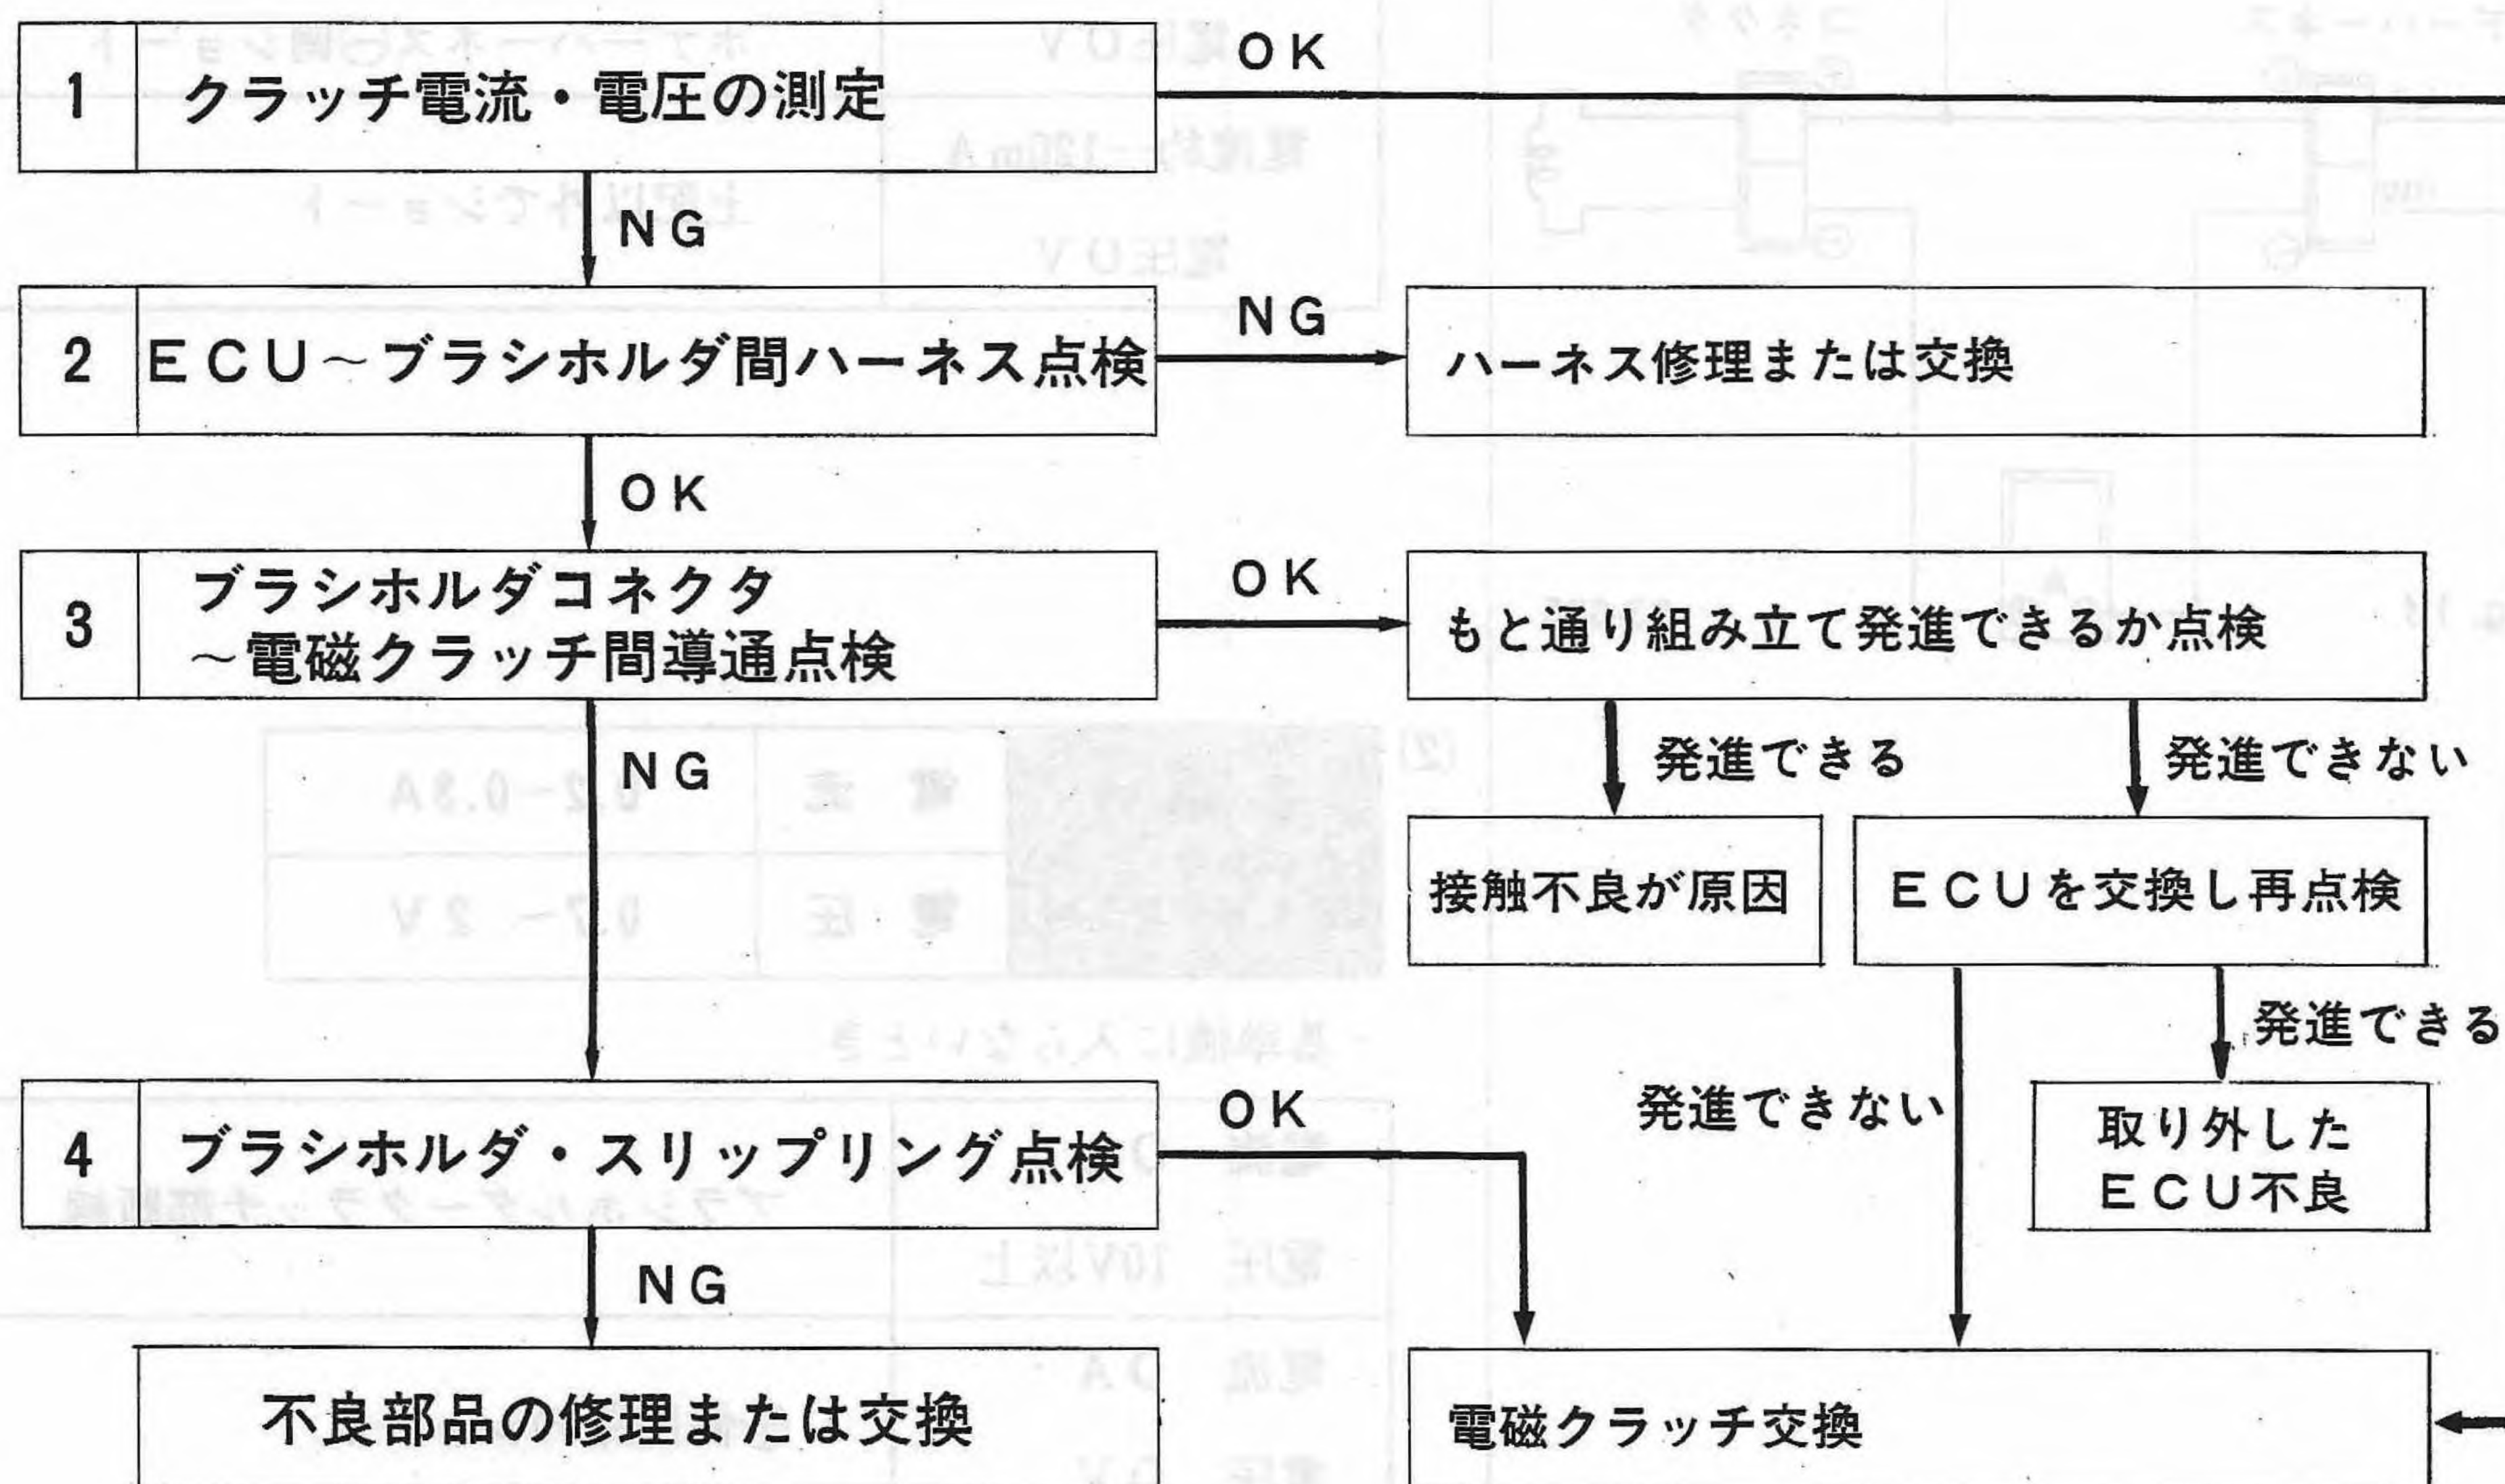 1 クラッチ電流・電圧の測定
OK
NG
2 ECU～ブラシホルダ間ハーネス点検
NG
ハーネス修理または交換
OK
3 ブラシホルダコネクタ
～電磁クラッチ間導通点検
OK
もと通り組み立て発進できるか点検
NG
発進できる
発進できない
接触不良が原因
ECUを交換し再点検
発進できる
発進できない
取り外した
ECU不良
4 ブラシホルダ・スリップリング点検
OK
NG
不良部品の修理または交換
電磁クラッチ交換